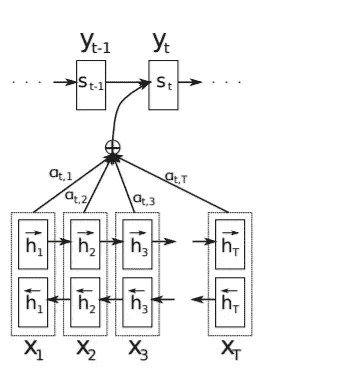 y_{t-1} y_t
. . . s_{t-1} s_t . . .
⊕
a_{t,1} a_{t,2} a_{t,3} a_{t,T}
\overrightarrow{h}_1 \overrightarrow{h}_2 \overrightarrow{h}_3 \overrightarrow{h}_T
\overleftarrow{h}_1 \overleftarrow{h}_2 \overleftarrow{h}_3 \overleftarrow{h}_T
x_1 x_2 x_3 x_T